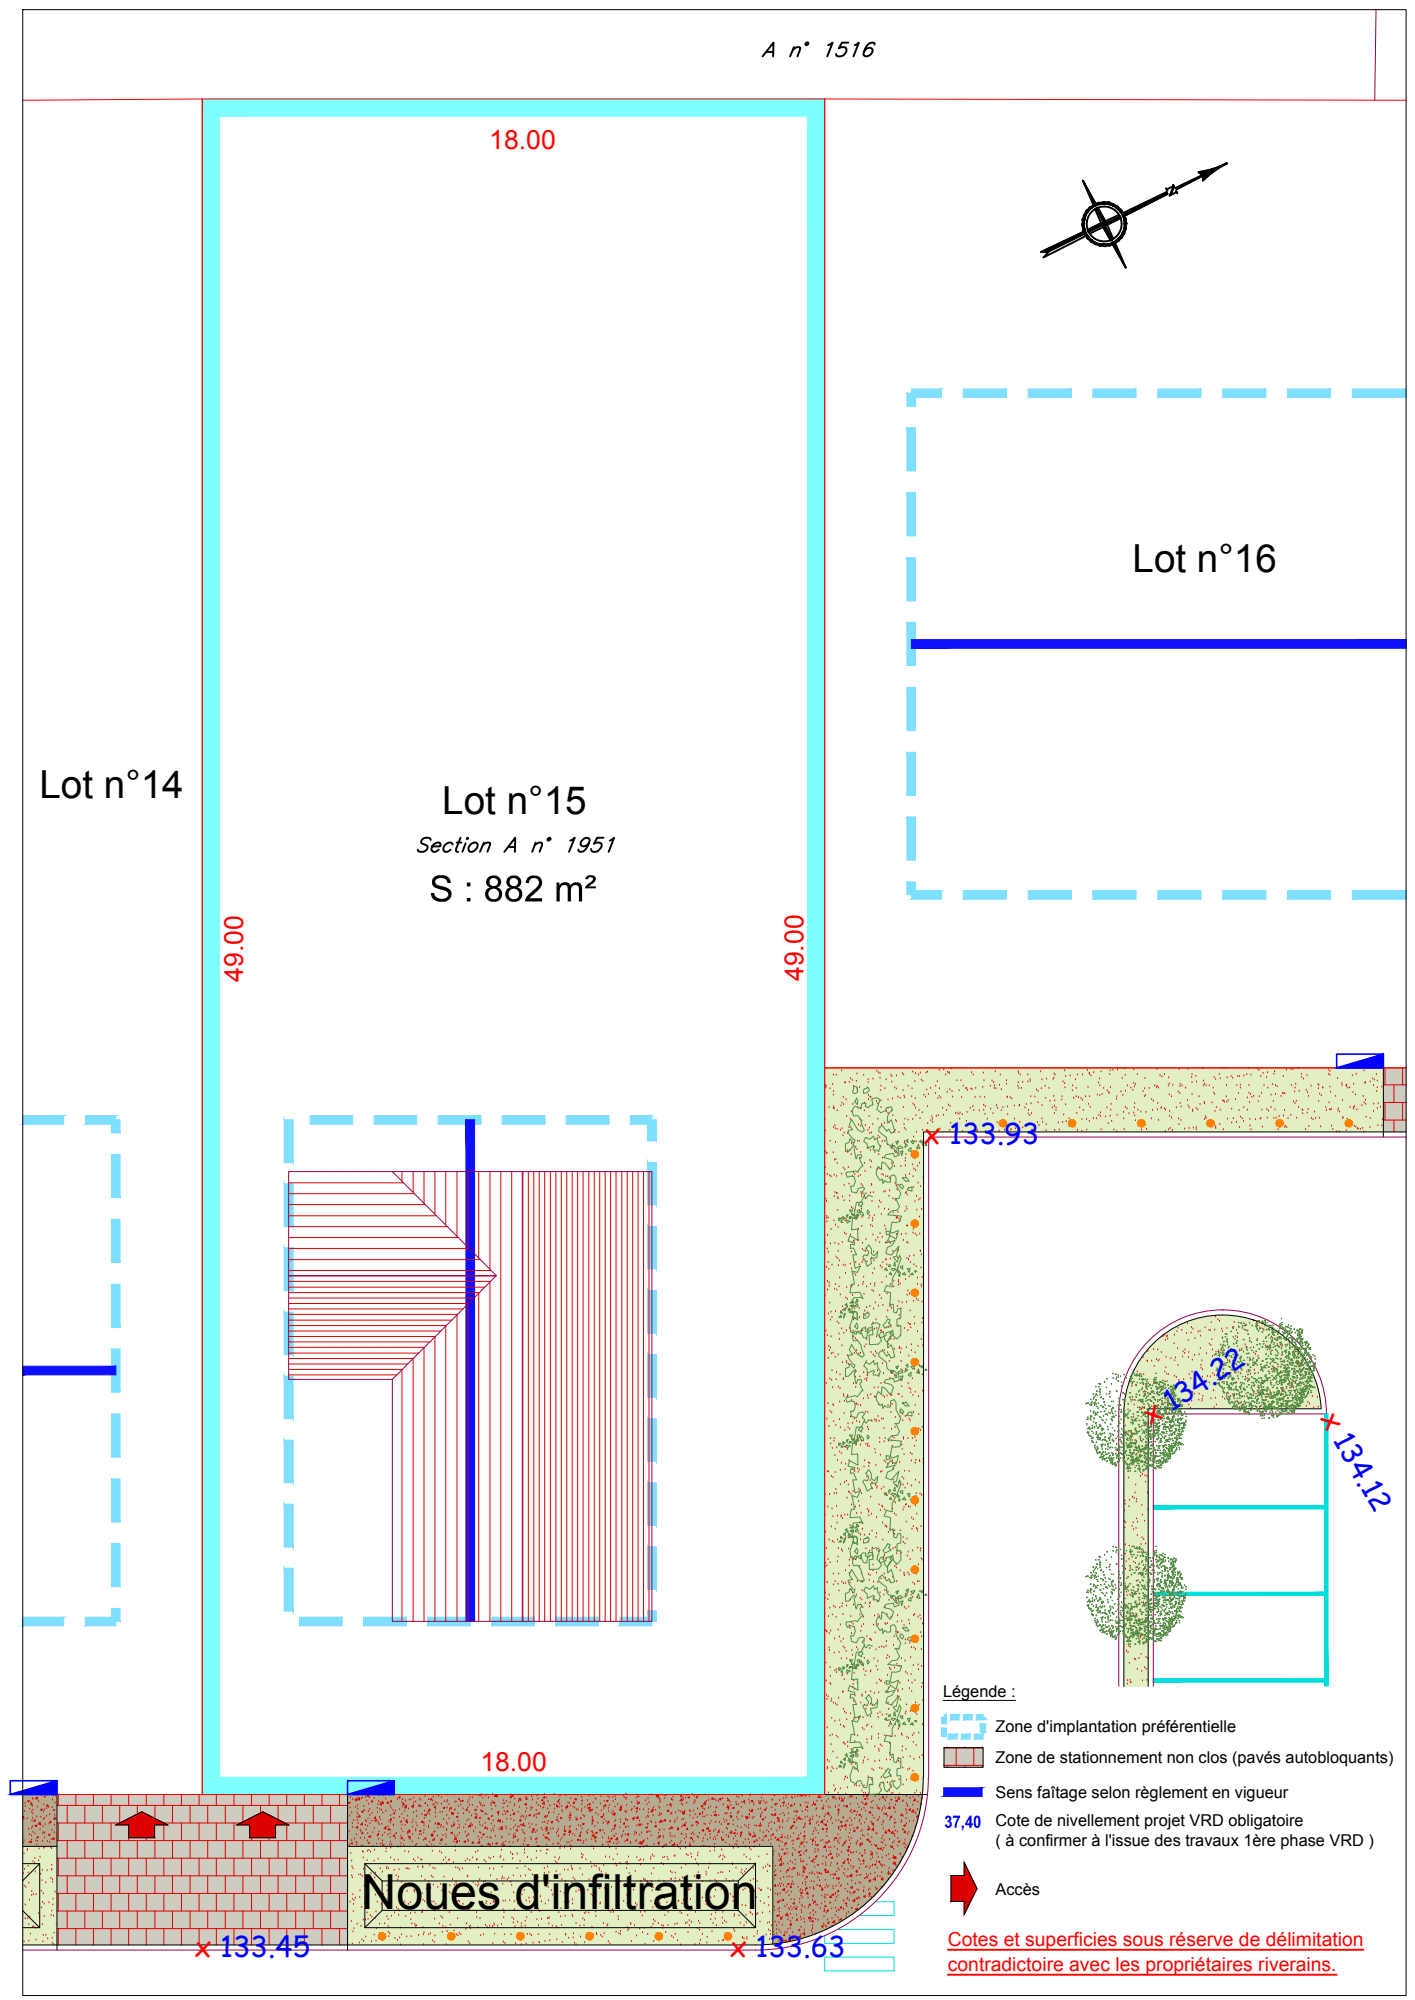 A n° 1516
18.00
N
Lot n°16
Lot n°14
Lot n°15
Section A n° 1951
S : 882 m²
49.00
49.00
133.93
134.22
134.12
18.00
Légende :
Zone d'implantation préférentielle
Zone de stationnement non clos (pavés autobloquants)
Sens faîtage selon règlement en vigueur
37,40 Cote de nivellement projet VRD obligatoire
( à confirmer à l'issue des travaux 1ère phase VRD )
Accès
Noues d'infiltration
133.45
133.63
Cotes et superficies sous réserve de délimitation
contradictoire avec les propriétaires riverains.